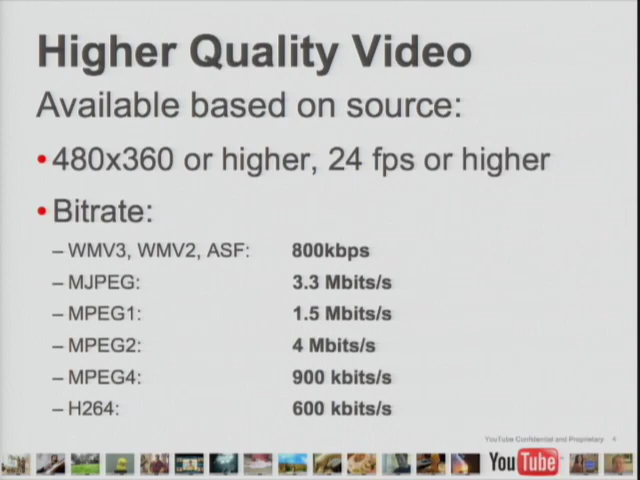 Higher Quality Video
Available based on source:
•480x360 or higher, 24 fps or higher
•Bitrate:
– WMV3, WMV2, ASF: 800kbps
– MJPEG: 3.3 Mbits/s
– MPEG1: 1.5 Mbits/s
– MPEG2: 4 Mbits/s
– MPEG4: 900 kbits/s
– H264: 600 kbits/s
YouTube Confidential and Proprietary 4
YouTube